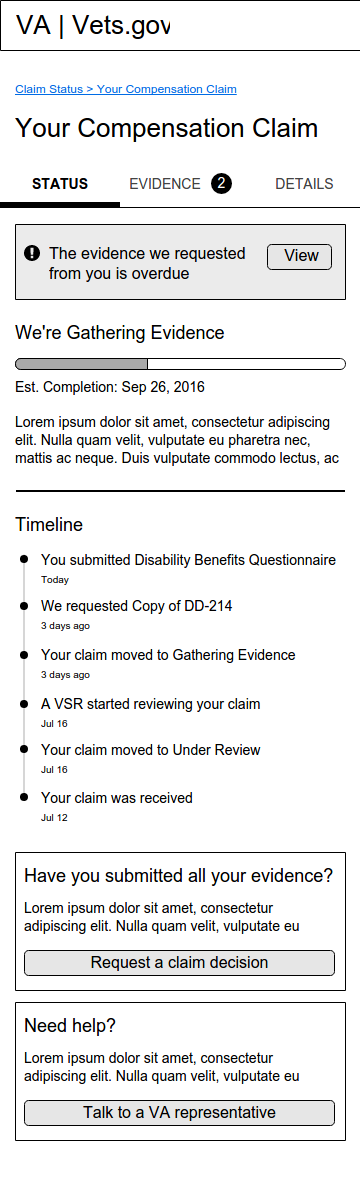 VA | Vets.gov
Claim Status > Your Compensation Claim
Your Compensation Claim
STATUS EVIDENCE 2 DETAILS
The evidence we requested
from you is overdue
View
We're Gathering Evidence
Est. Completion: Sep 26, 2016
Lorem ipsum dolor sit amet, consectetur adipiscing
elit. Nulla quam velit, vulputate eu pharetra nec,
mattis ac neque. Duis vulputate commodo lectus, ac
Timeline
You submitted Disability Benefits Questionnaire
Today
We requested Copy of DD-214
3 days ago
Your claim moved to Gathering Evidence
3 days ago
A VSR started reviewing your claim
Jul 16
Your claim moved to Under Review
Jul 16
Your claim was received
Jul 12
Have you submitted all your evidence?
Lorem ipsum dolor sit amet, consectetur
adipiscing elit. Nulla quam velit, vulputate eu
Request a claim decision
Need help?
Lorem ipsum dolor sit amet, consectetur
adipiscing elit. Nulla quam velit, vulputate eu
Talk to a VA representative